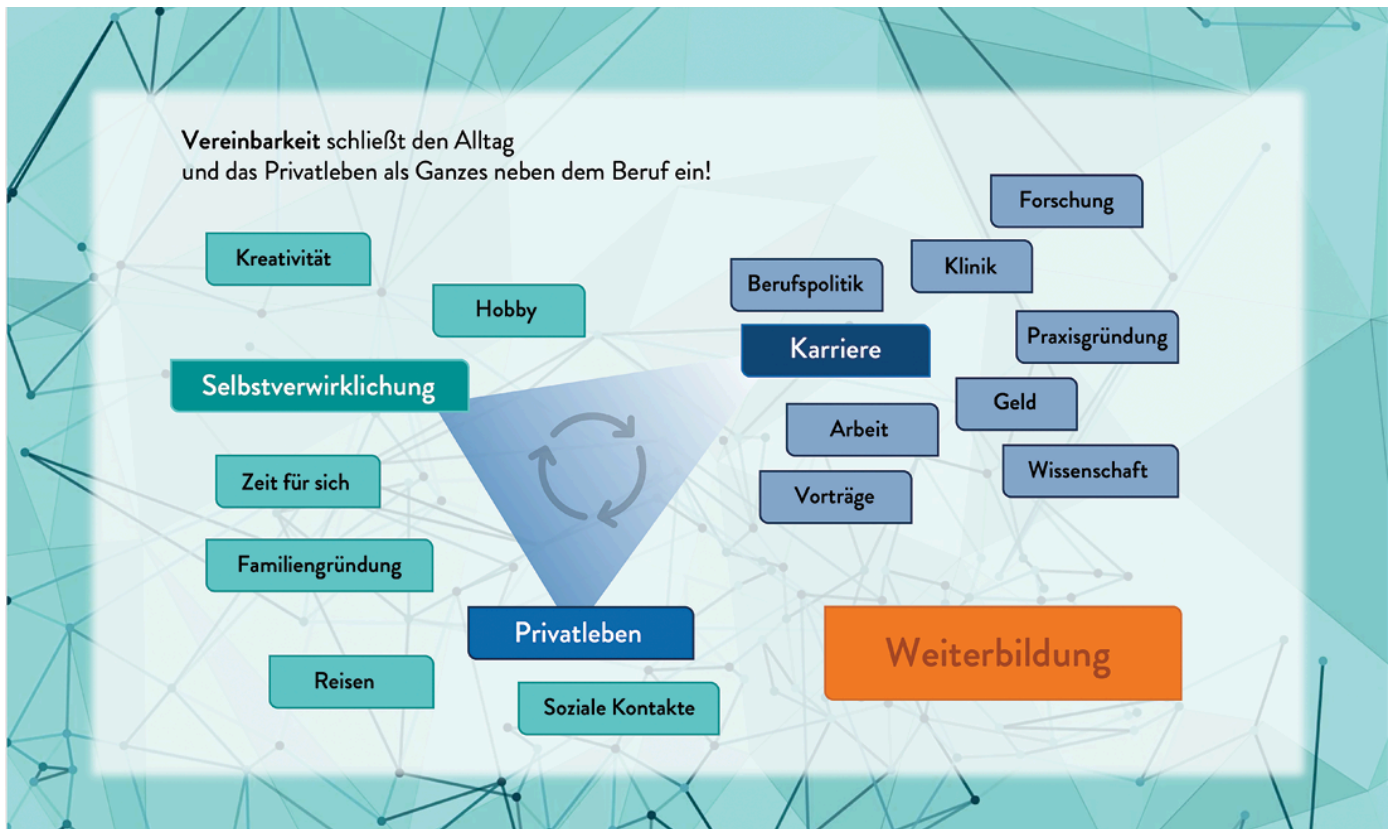 Vereinbarkeit schließt den Alltag
und das Privatleben als Ganzes neben dem Beruf ein!
Kreativität
Hobby
Selbstverwirklichung
Zeit für sich
Familiengründung
Reisen
Privatleben
Soziale Kontakte
Forschung
Klinik
Berufspolitik
Karriere
Praxisgründung
Geld
Arbeit
Wissenschaft
Vorträge
Weiterbildung